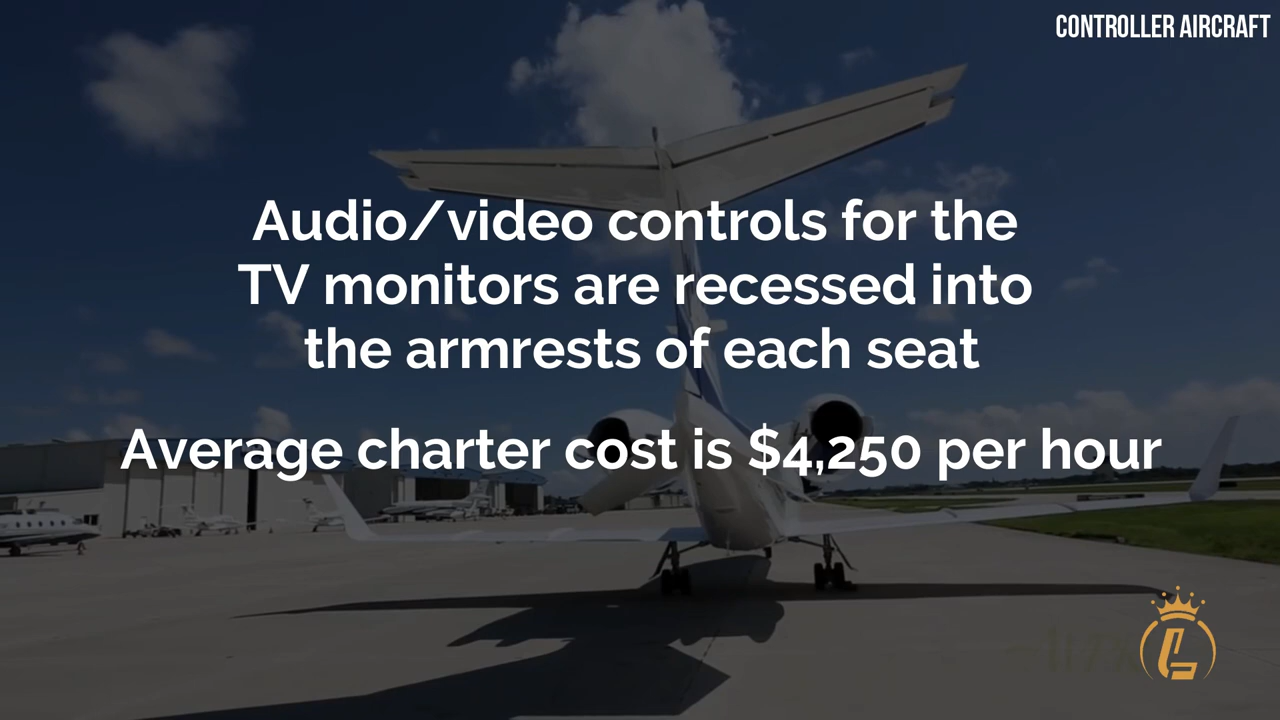 CONTROLLER AIRCRAFT
Audio/video controls for the
TV monitors are recessed into
the armrests of each seat
Average charter cost is $4,250 per hour